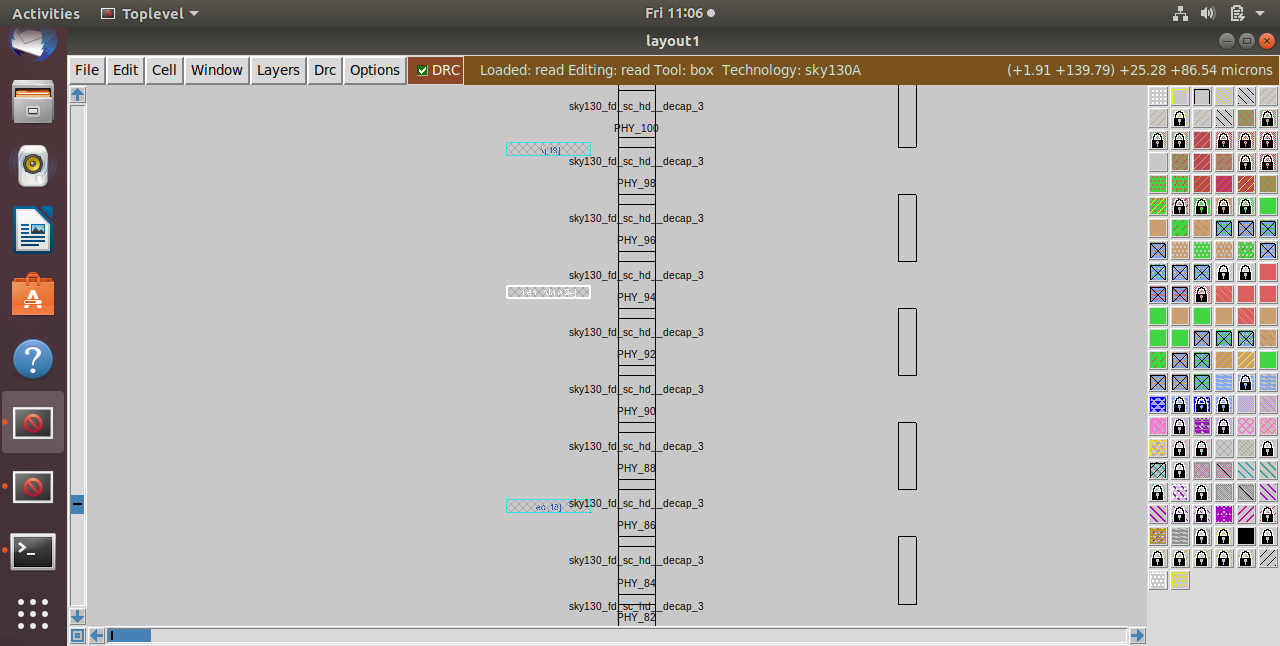 Activities Toplevel Fri 11:06
layout1
File Edit Cell Window Layers Drc Options DRC Loaded: read Editing: read Tool: box Technology: sky130A (+1.91 +139.79) +25.28 +86.54 microns
sky130_fd_sc_hd__decap_3
PHY_100
sky130_fd_sc_hd__decap_3
PHY_98
sky130_fd_sc_hd__decap_3
PHY_96
sky130_fd_sc_hd__decap_3
PHY_94
sky130_fd_sc_hd__decap_3
PHY_92
sky130_fd_sc_hd__decap_3
PHY_90
sky130_fd_sc_hd__decap_3
PHY_88
sky130_fd_sc_hd__decap_3
PHY_86
sky130_fd_sc_hd__decap_3
PHY_84
sky130_fd_sc_hd__decap_3
PHY_82